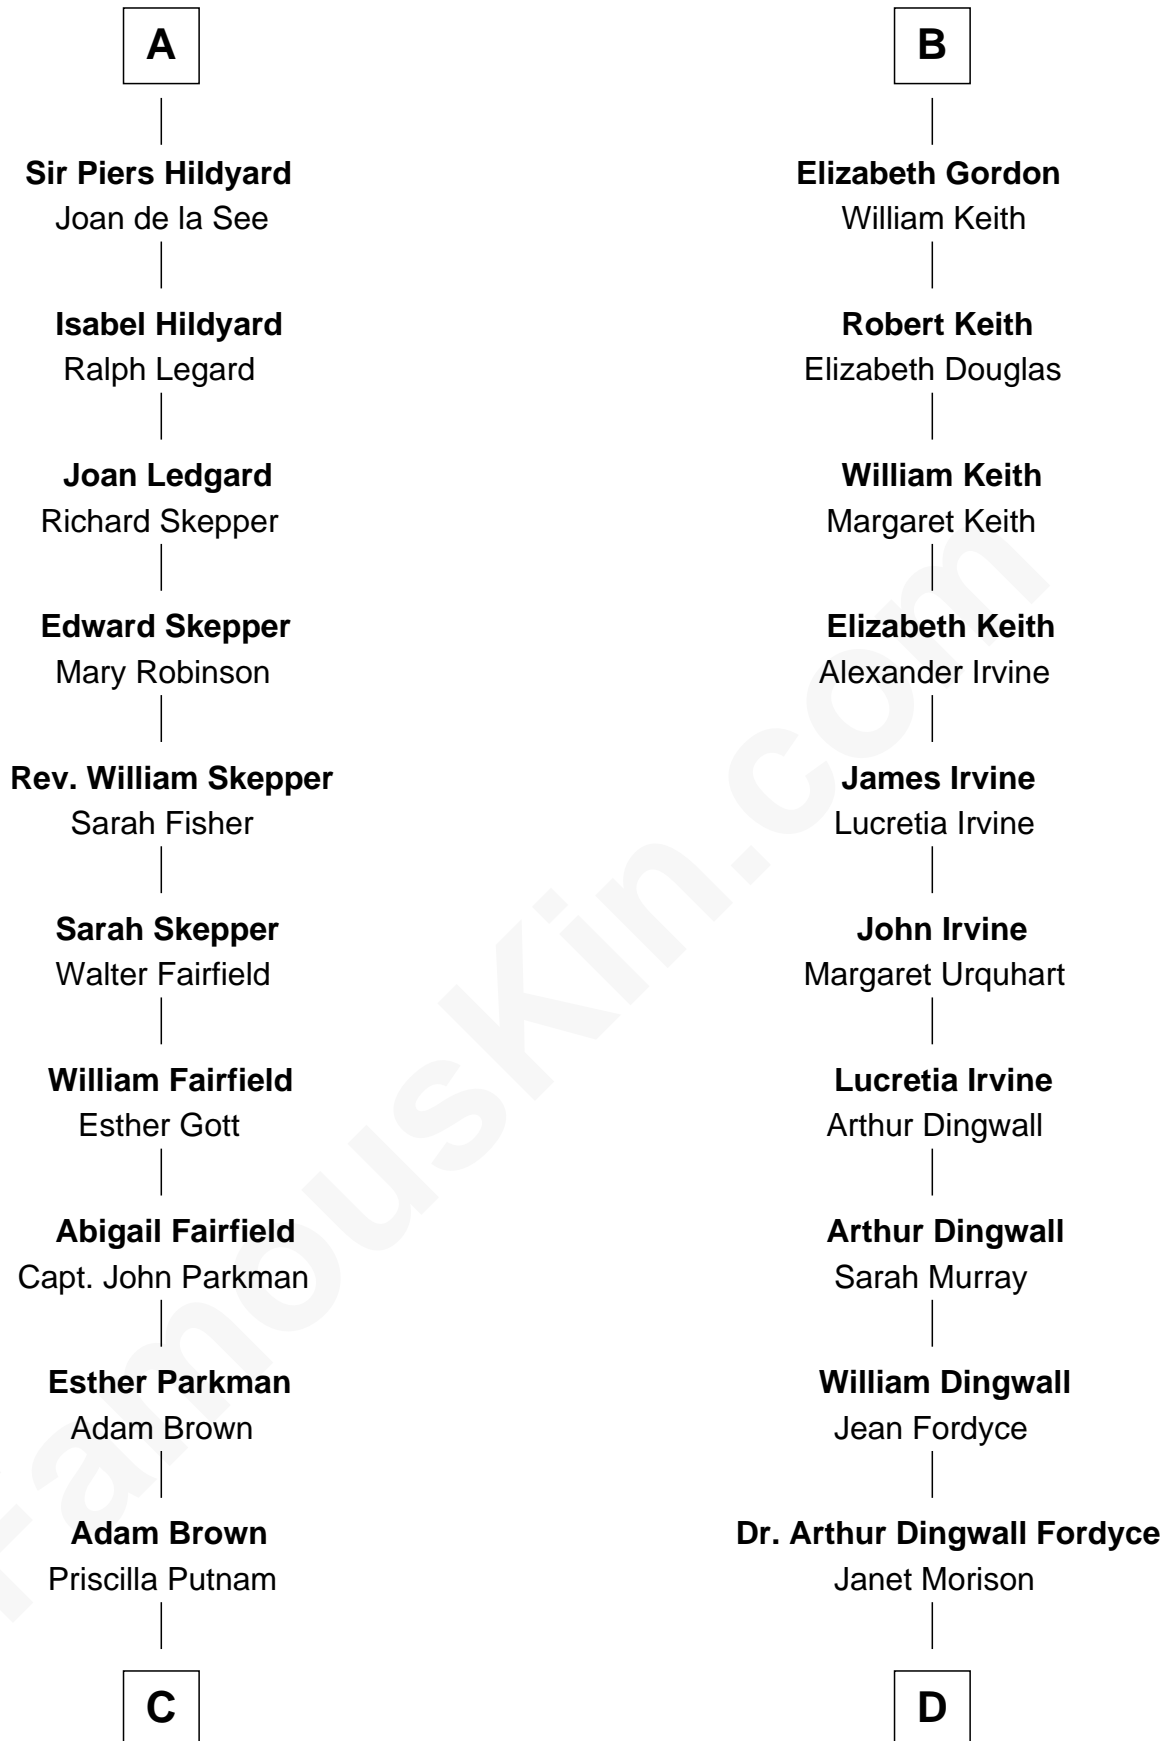 A
Sir Piers Hildyard
Joan de la See
Isabel Hildyard
Ralph Legard
Joan Ledgard
Richard Skepper
Edward Skepper
Mary Robinson
Rev. William Skepper
Sarah Fisher
Sarah Skepper
Walter Fairfield
William Fairfield
Esther Gott
Abigail Fairfield
Capt. John Parkman
Esther Parkman
Adam Brown
Adam Brown
Priscilla Putnam
C
B
Elizabeth Gordon
William Keith
Robert Keith
Elizabeth Douglas
William Keith
Margaret Keith
Elizabeth Keith
Alexander Irvine
James Irvine
Lucretia Irvine
John Irvine
Margaret Urquhart
Lucretia Irvine
Arthur Dingwall
Arthur Dingwall
Sarah Murray
William Dingwall
Jean Fordyce
Dr. Arthur Dingwall Fordyce
Janet Morison
D
FamousKin.com